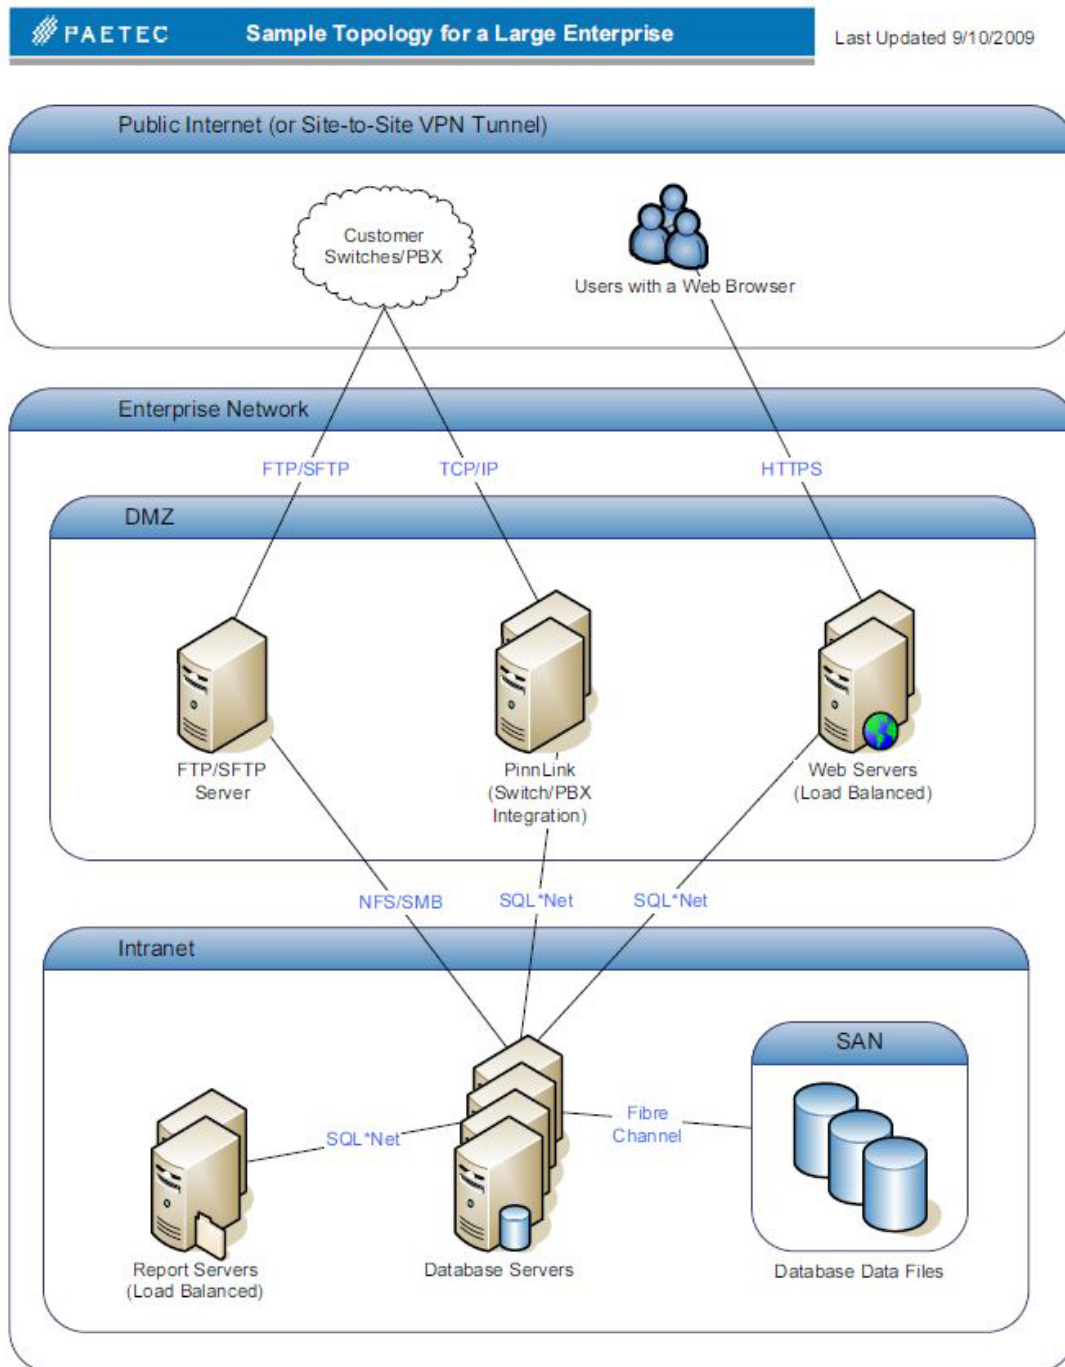 PAETEC
Sample Topology for a Large Enterprise
Last Updated 9/10/2009
Public Internet (or Site-to-Site VPN Tunnel)
Customer
Switches/PBX
Users with a Web Browser
Enterprise Network
FTP/SFTP
TCP/IP
HTTPS
DMZ
FTP/SFTP
Server
PinnLink
(Switch/PBX
Integration)
Web Servers
(Load Balanced)
NFS/SMB
SQL*Net
SQL*Net
Intranet
SAN
SQL*Net
Fibre
Channel
Report Servers
(Load Balanced)
Database Servers
Database Data Files